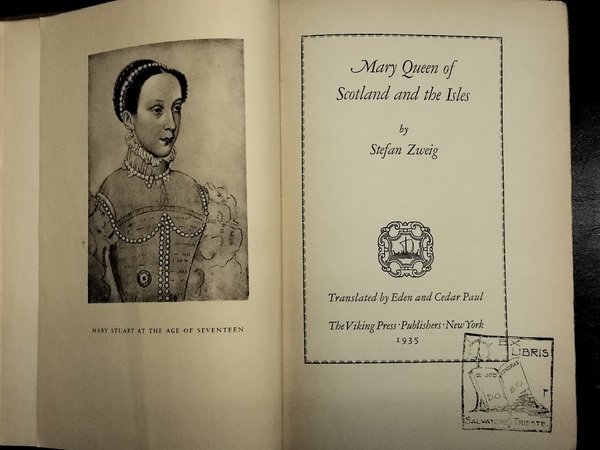 MARY STUART AT THE AGE OF SEVENTEEN
Mary Queen of
Scotland and the Isles
by
Stefan Zweig
Translated by Eden and Cedar Paul
The Viking Press · Publishers · New York
1935
EX
LIBRIS
DO
SALVATORE TRIESTE